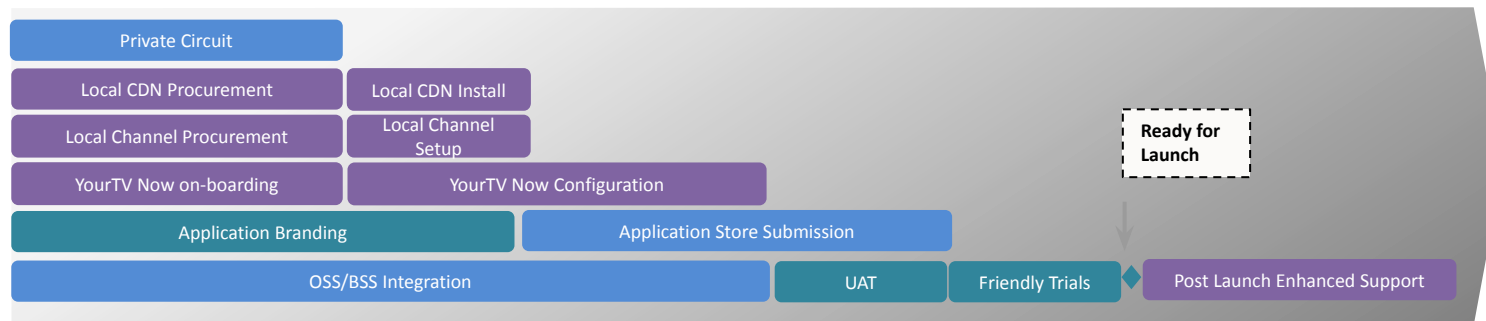 Private Circuit
Local CDN Procurement
Local CDN Install
Local Channel Procurement
Local Channel
Setup
Ready for
Launch
YourTV Now on-boarding
YourTV Now Configuration
Application Branding
Application Store Submission
OSS/BSS Integration
UAT
Friendly Trials
Post Launch Enhanced Support